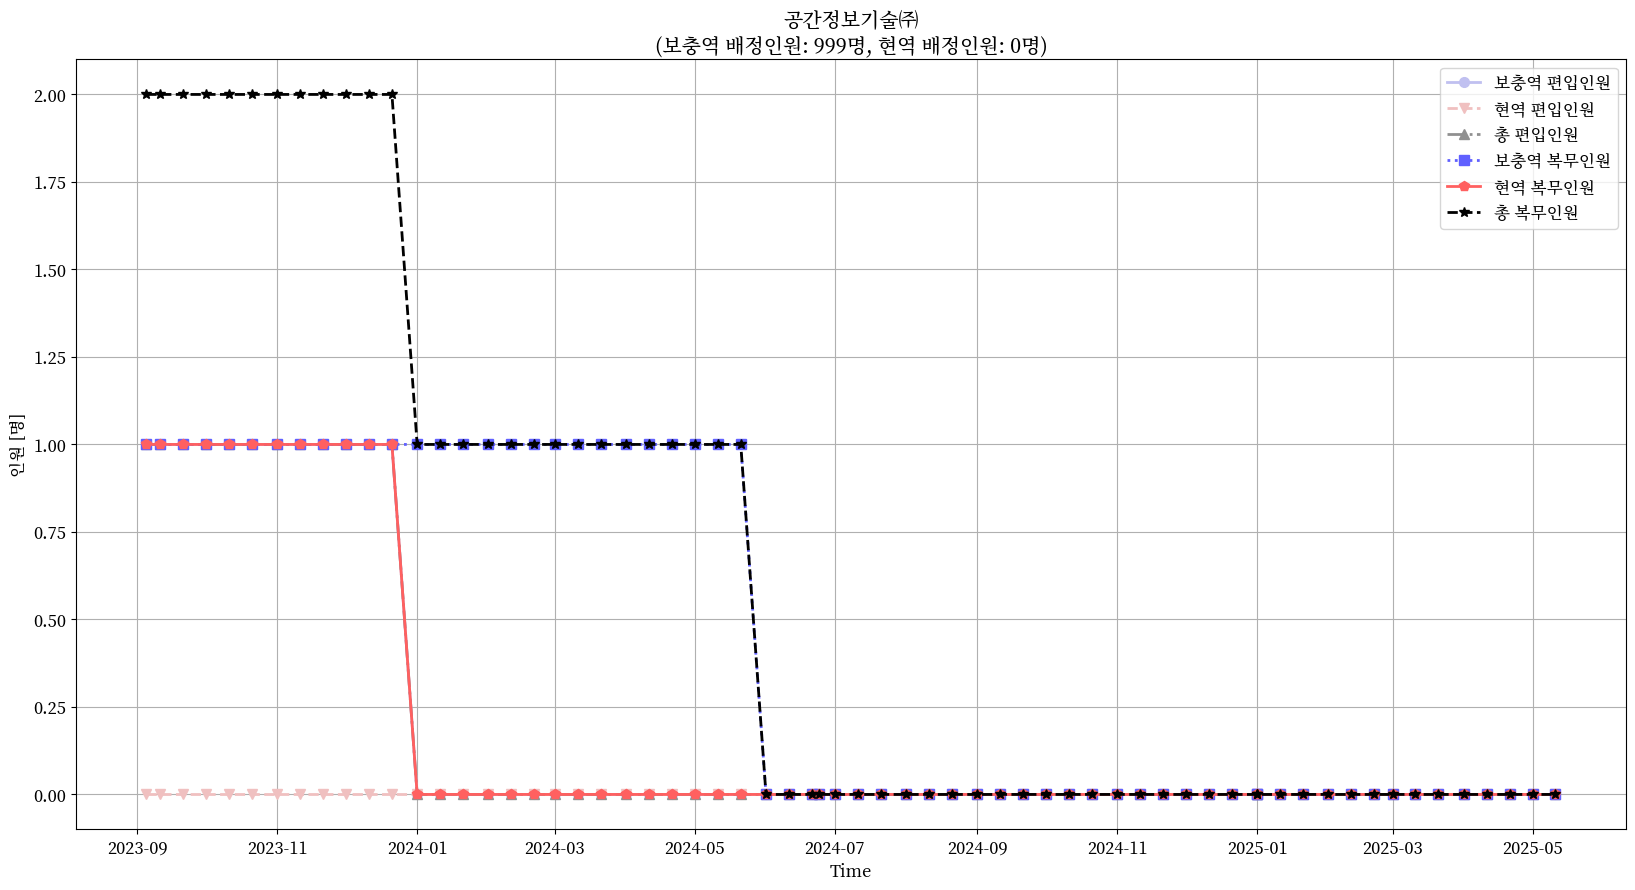 공간정보기술㈜
(보충역 배정인원: 999명, 현역 배정인원: 0명)
보충역 편입인원
현역 편입인원
총 편입인원
보충역 복무인원
현역 복무인원
총 복무인원
인원 [명]
2.00
1.75
1.50
1.25
1.00
0.75
0.50
0.25
0.00
2023-09 2023-11 2024-01 2024-03 2024-05 2024-07 2024-09 2024-11 2025-01 2025-03 2025-05
Time